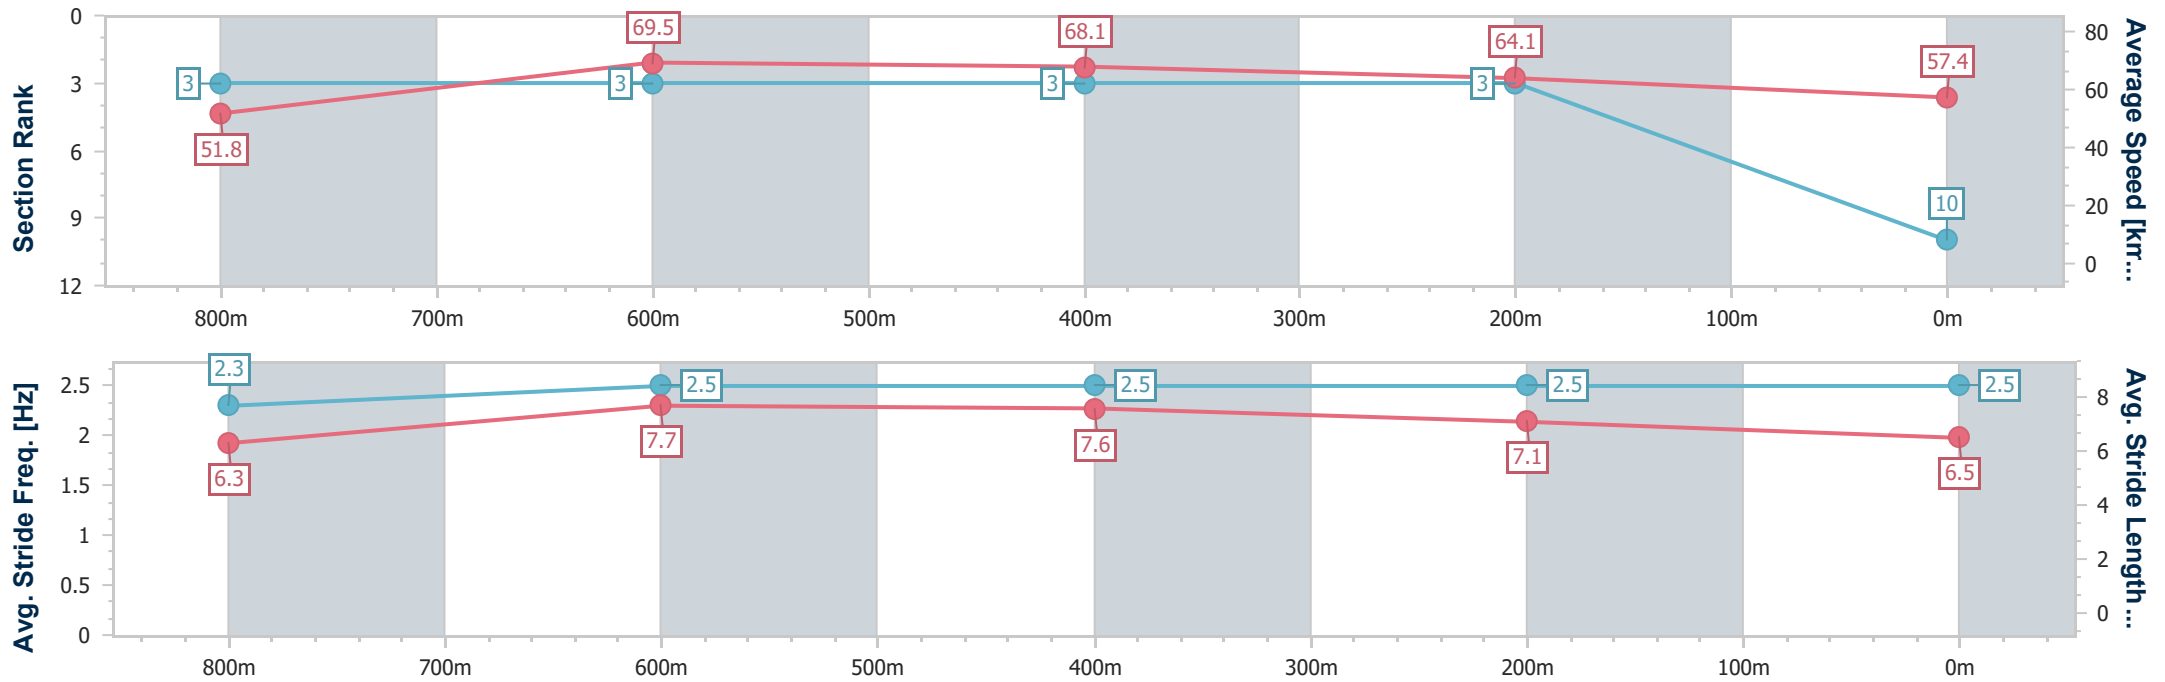 Section Rank
0
3
6
9
12
3
3
3
3
10
51.8
69.5
68.1
64.1
57.4
80
60
40
20
0
Average Speed [km...
800m
700m
600m
500m
400m
300m
200m
100m
0m
Avg. Stride Freq. [Hz]
2.5
2
1.5
1
0.5
0
2.3
2.5
2.5
2.5
2.5
6.3
7.7
7.6
7.1
6.5
8
6
4
2
0
Avg. Stride Length ...
800m
700m
600m
500m
400m
300m
200m
100m
0m